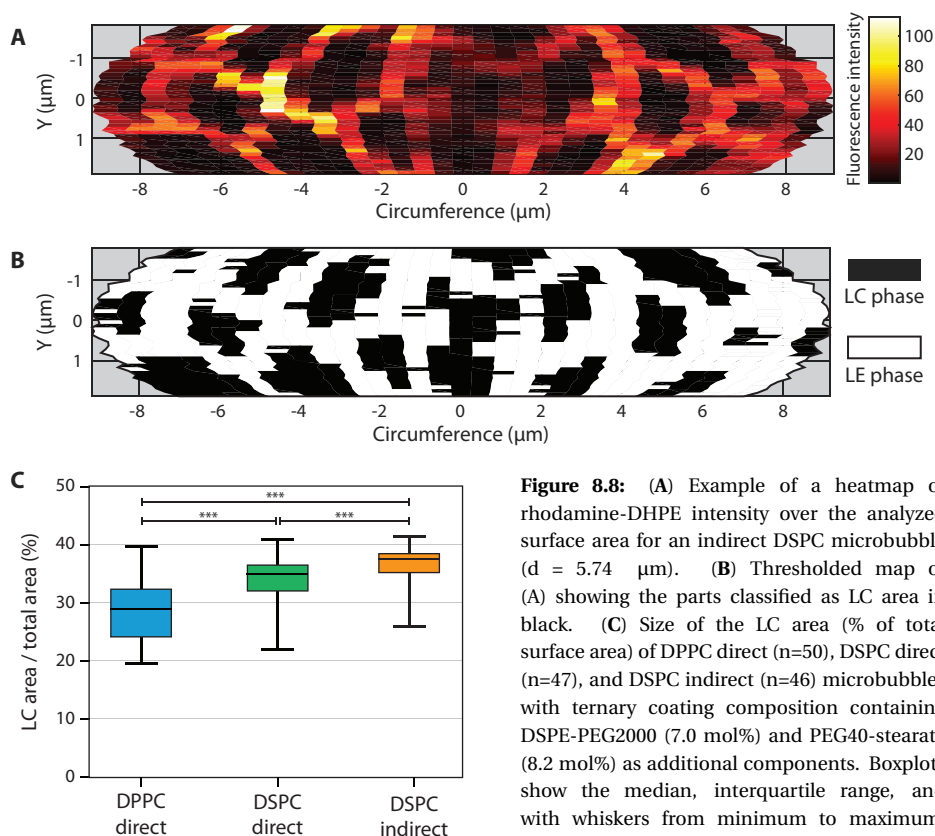 A
-1
0
1
Y (μm)
-8 -6 -4 -2 0 2 4 6 8
Circumference (μm)
Fluorescence intensity
100
80
60
40
20
B
-1
0
1
Y (μm)
-8 -6 -4 -2 0 2 4 6 8
Circumference (μm)
LC phase
LE phase
C
50
40
30
20
10
0
LC area / total area (%)
***
*** ***
DPPC direct
DSPC direct
DSPC indirect
Figure 8.8: (A) Example of a heatmap o
rhodamine-DHPE intensity over the analyze
surface area for an indirect DSPC microbubbl
(d = 5.74 μm). (B) Thresholded map o
(A) showing the parts classified as LC area i
black. (C) Size of the LC area (% of tota
surface area) of DPPC direct (n=50), DSPC direc
(n=47), and DSPC indirect (n=46) microbubble
with ternary coating composition containin
DSPE-PEG2000 (7.0 mol%) and PEG40-stearat
(8.2 mol%) as additional components. Boxplot
show the median, interquartile range, an
with whiskers from minimum to maximum